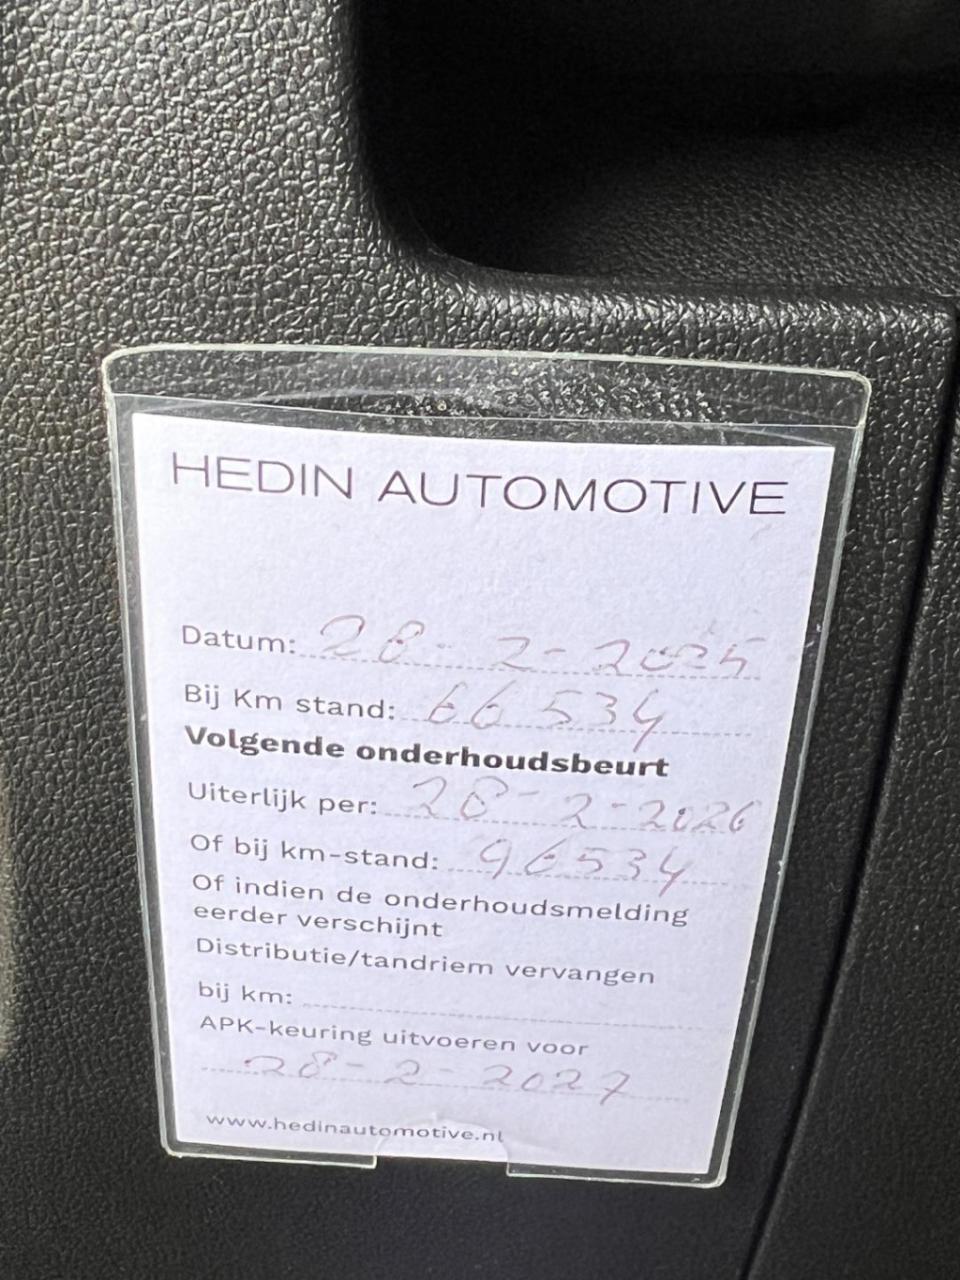 HEDIN AUTOMOTIVE
Datum: 28-2-2025
Bij Km stand: 66 534
Volgende onderhoudsbeurt
Uiterlijk per: 28-2-2026
Of bij km-stand: 96534
Of indien de onderhoudsmelding
eerder verschijnt
Distributie/tandriem vervangen
bij km:
APK-keuring uitvoeren voor
28-2-2027
www.hedinautomotive.nl